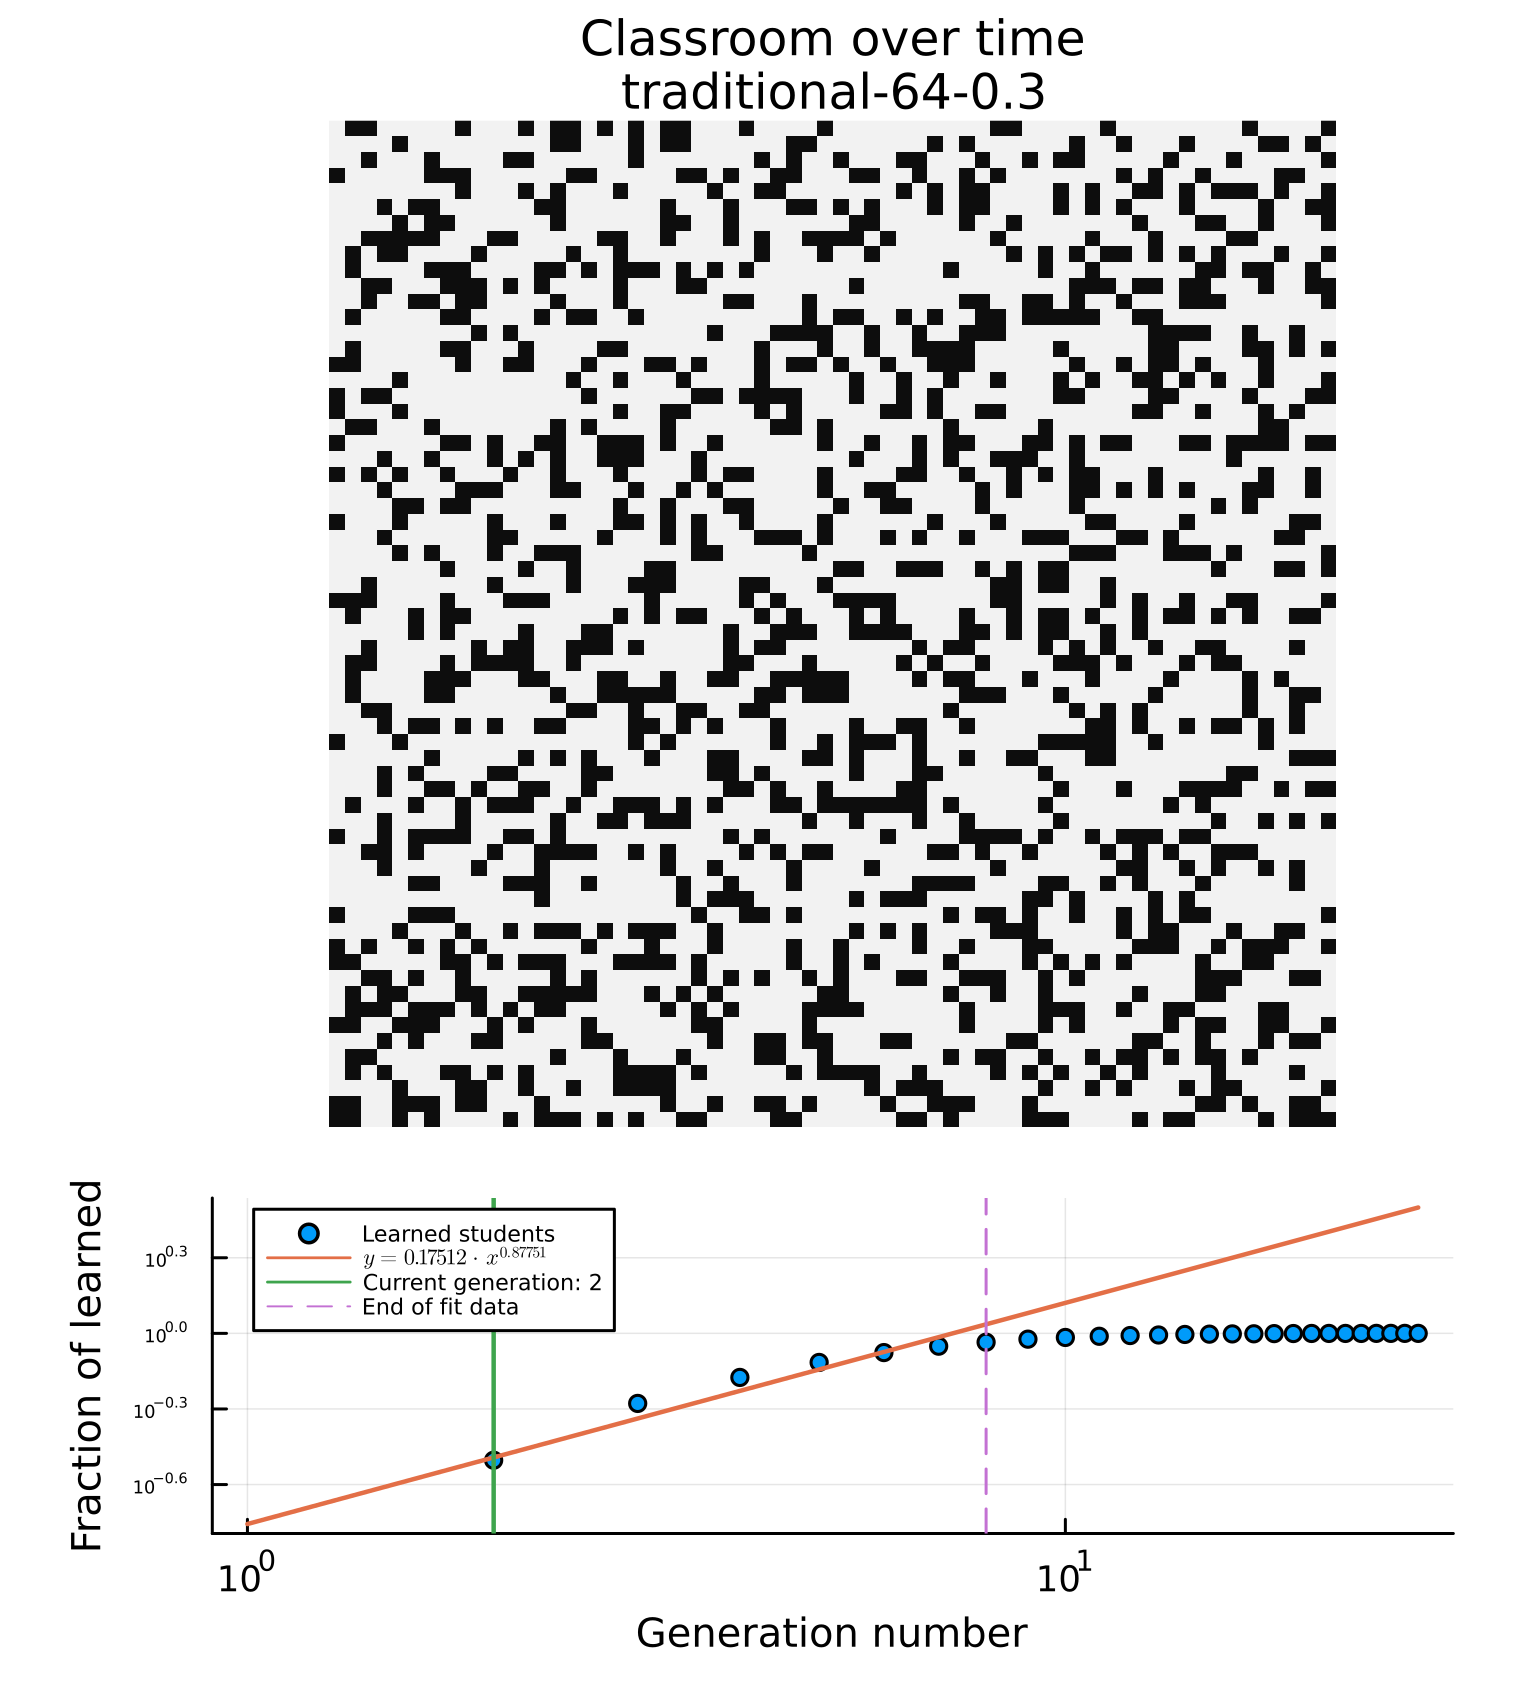 Classroom over time
traditional-64-0.3
Fraction of learned
10^0.3
10^0.0
10^−0.3
10^−0.6
Learned students
y = 0.17512 · x^0.87751
Current generation: 2
End of fit data
10^0
10^1
Generation number